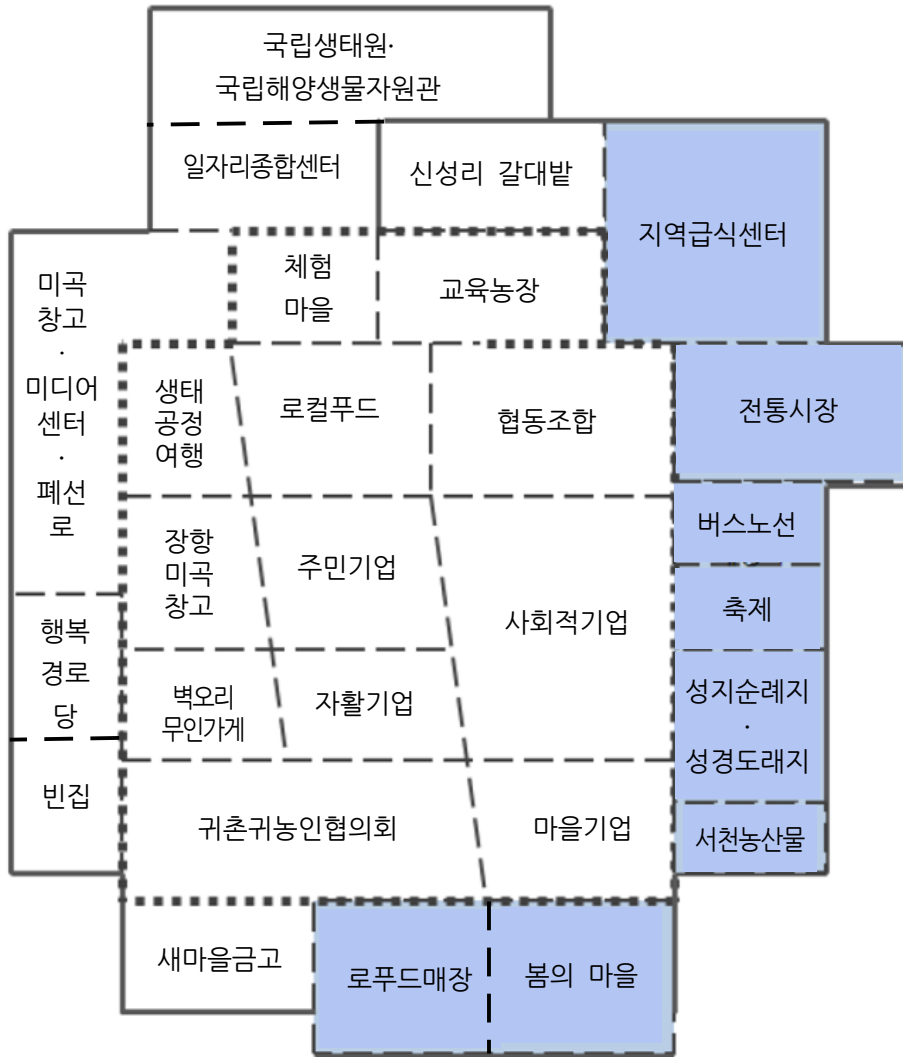 국립생태원·
국립해양생물자원관
일자리종합센터
신성리 갈대밭
지역급식센터
체험
마을
교육농장
미곡
창고
·
미디어
센터
·
폐선
로
생태
공정
여행
로컬푸드
협동조합
전통시장
장항
미곡
창고
주민기업
사회적기업
버스노선
축제
행복
경로
당
벽오리
무인가게
자활기업
성지순례지
·
성경도래지
빈집
귀촌귀농인협의회
마을기업
서천농산물
새마을금고
로푸드매장
봄의 마을